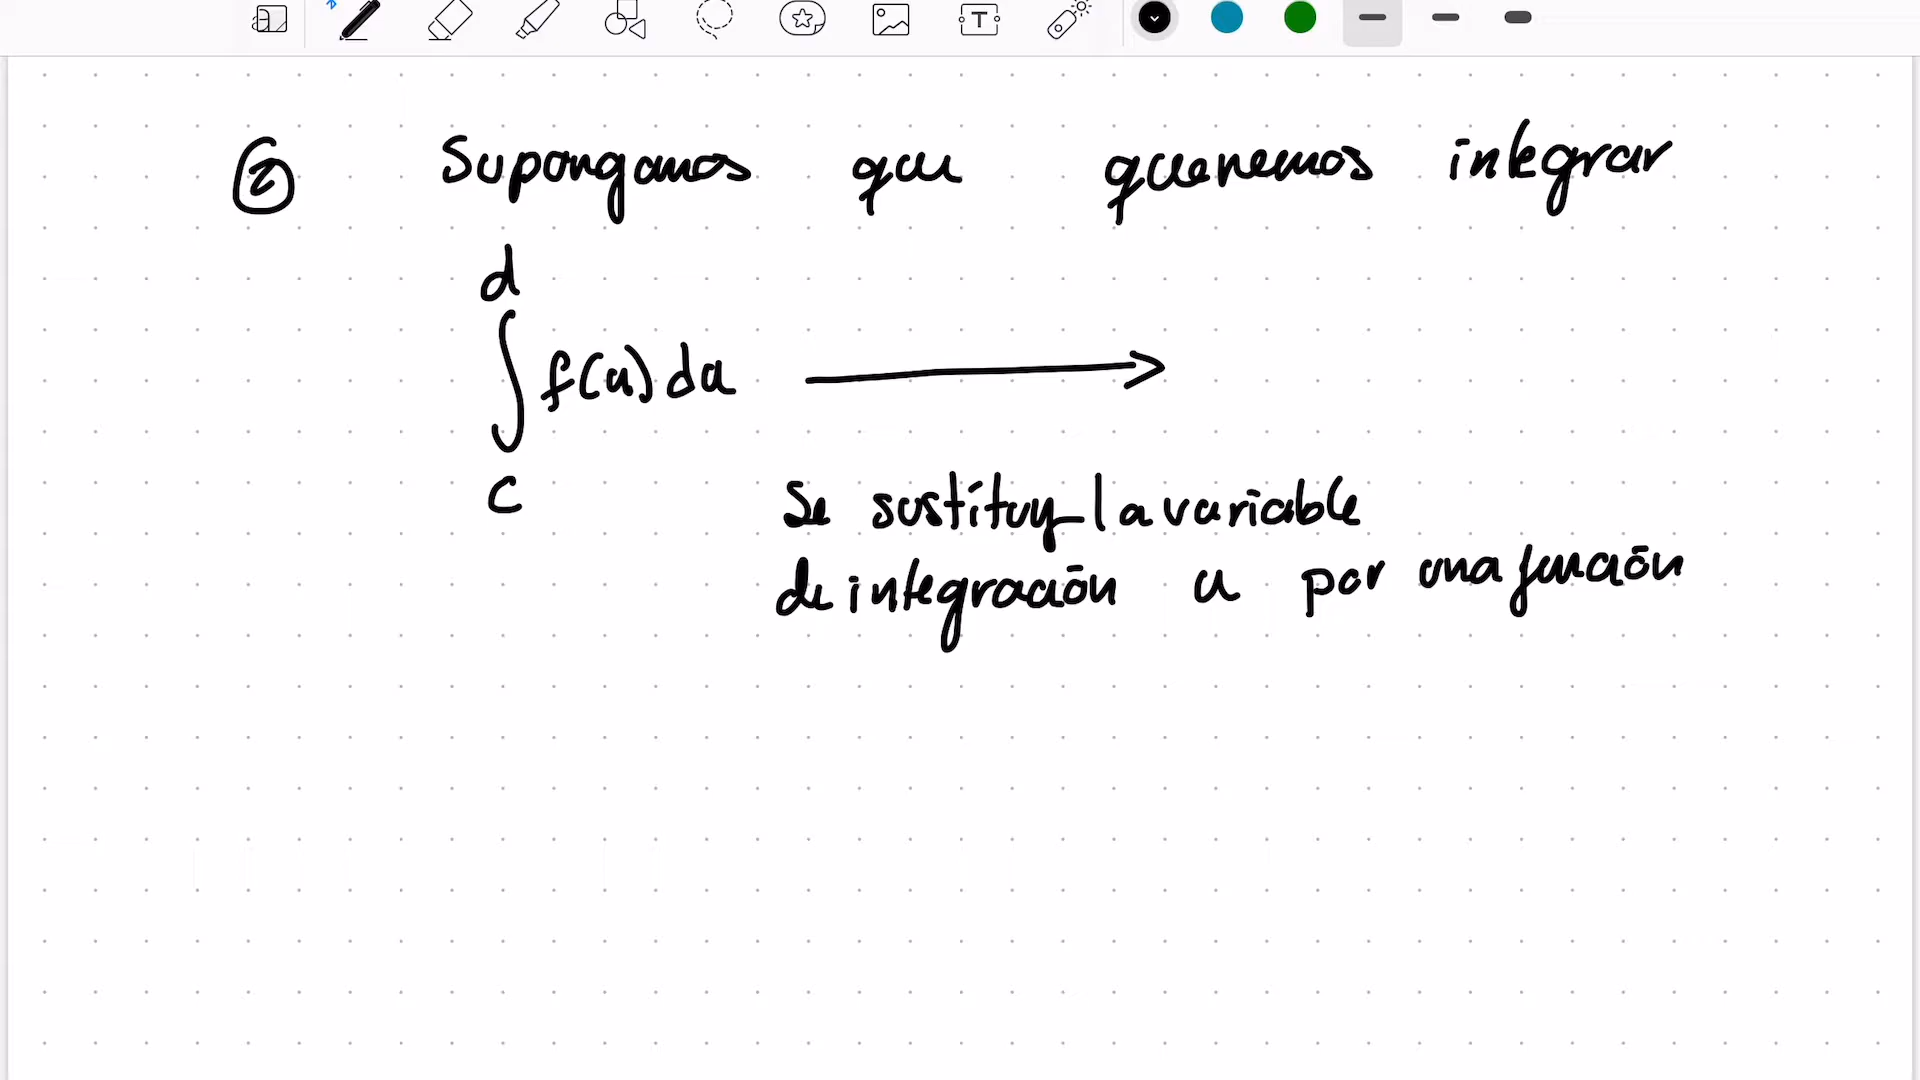 ② Supongamos que queremos integrar
d
∫ f(u) du ⟶
c
Se sustituye la variable
de integración u por una función